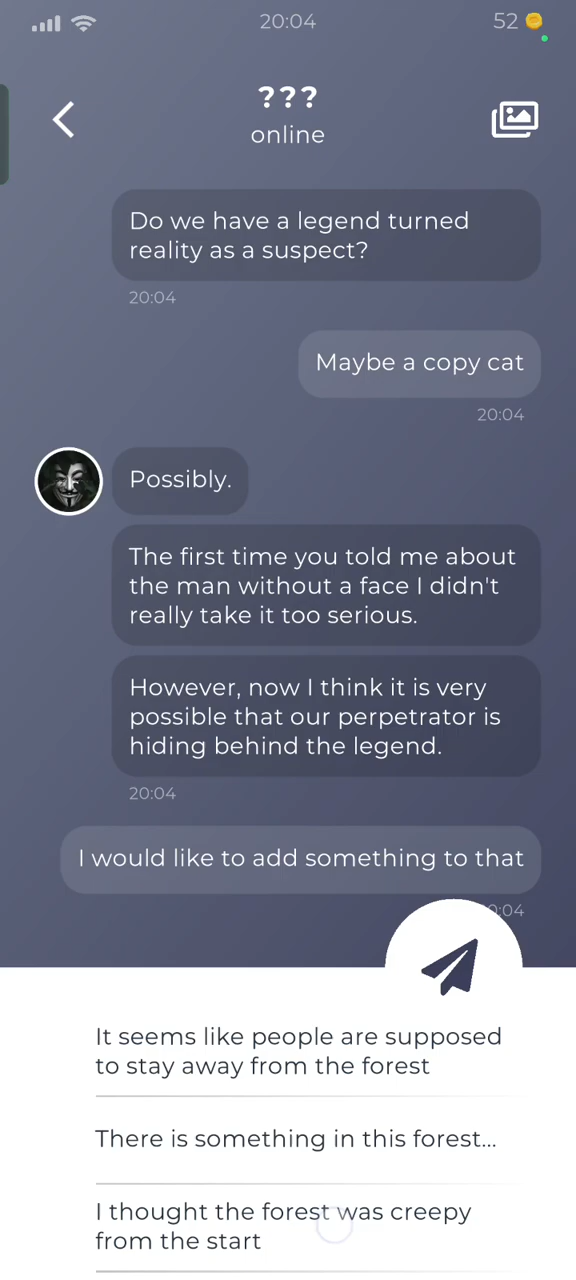 20:04
52
???
online
Do we have a legend turned
reality as a suspect?
20:04
Maybe a copy cat
20:04
Possibly.
The first time you told me about
the man without a face I didn't
really take it too serious.
However, now I think it is very
possible that our perpetrator is
hiding behind the legend.
20:04
I would like to add something to that
0:04
It seems like people are supposed
to stay away from the forest
There is something in this forest...
I thought the forest was creepy
from the start